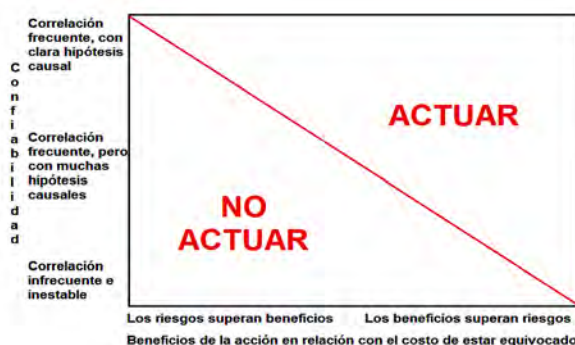 Correlación
frecuente, con
clara hipótesis
causal
Confiabilidad
Correlación
frecuente, pero
con muchas
hipótesis
causales
Correlación
infrecuente e
inestable
ACTUAR
NO
ACTUAR
Los riesgos superan beneficios
Los beneficios superan riesgos
Beneficios de la acción en relación con el costo de estar equivocado